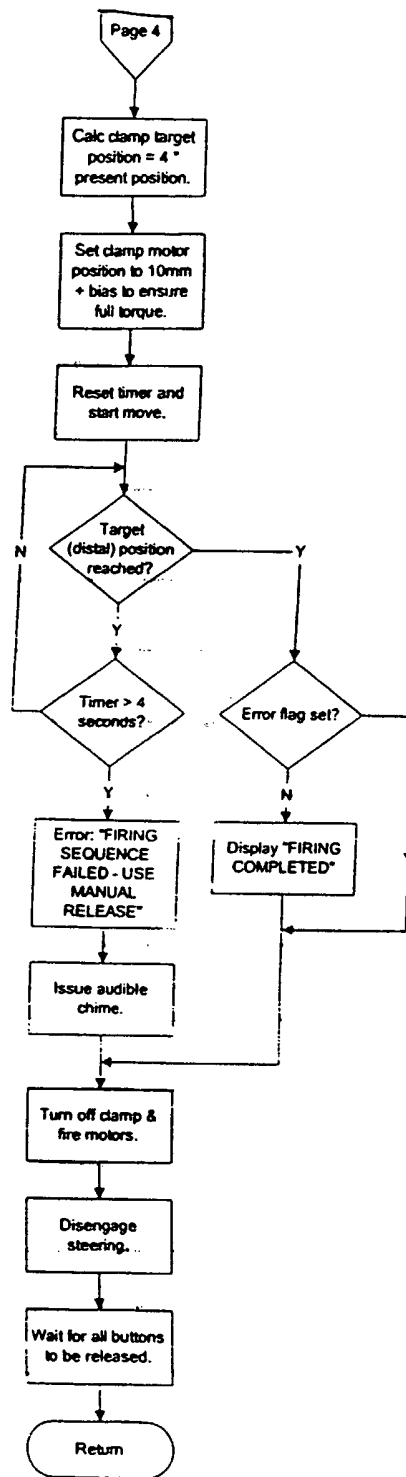 Page 4
Calc clamp target
position = 4 "
present position.
Set clamp motor
position to 10mm
+ bias to ensure
full torque.
Reset timer and
start move.
N
Target
(distal) position
reached?
Y
Y
Timer > 4
seconds?
Error flag set?
Y
N
Error: "FIRING
SEQUENCE
FAILED - USE
MANUAL
RELEASE"
Display "FIRING
COMPLETED"
Issue audible
chime.
Turn off clamp &
fire motors.
Disengage
steering.
Wait for all buttons
to be released.
Return